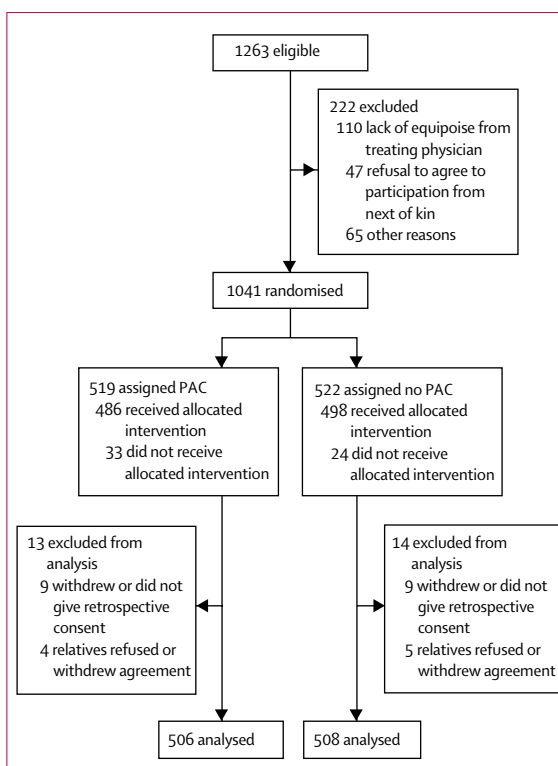 1263 eligible
222 excluded
110 lack of equipoise from
treating physician
47 refusal to agree to
participation from
next of kin
65 other reasons
1041 randomised
519 assigned PAC
486 received allocated
intervention
33 did not receive
allocated intervention
522 assigned no PAC
498 received allocated
intervention
24 did not receive
allocated intervention
13 excluded from
analysis
9 withdrew or did not
give retrospective
consent
4 relatives refused or
withdrew agreement
14 excluded from
analysis
9 withdrew or did not
give retrospective
consent
5 relatives refused or
withdrew agreement
506 analysed
508 analysed